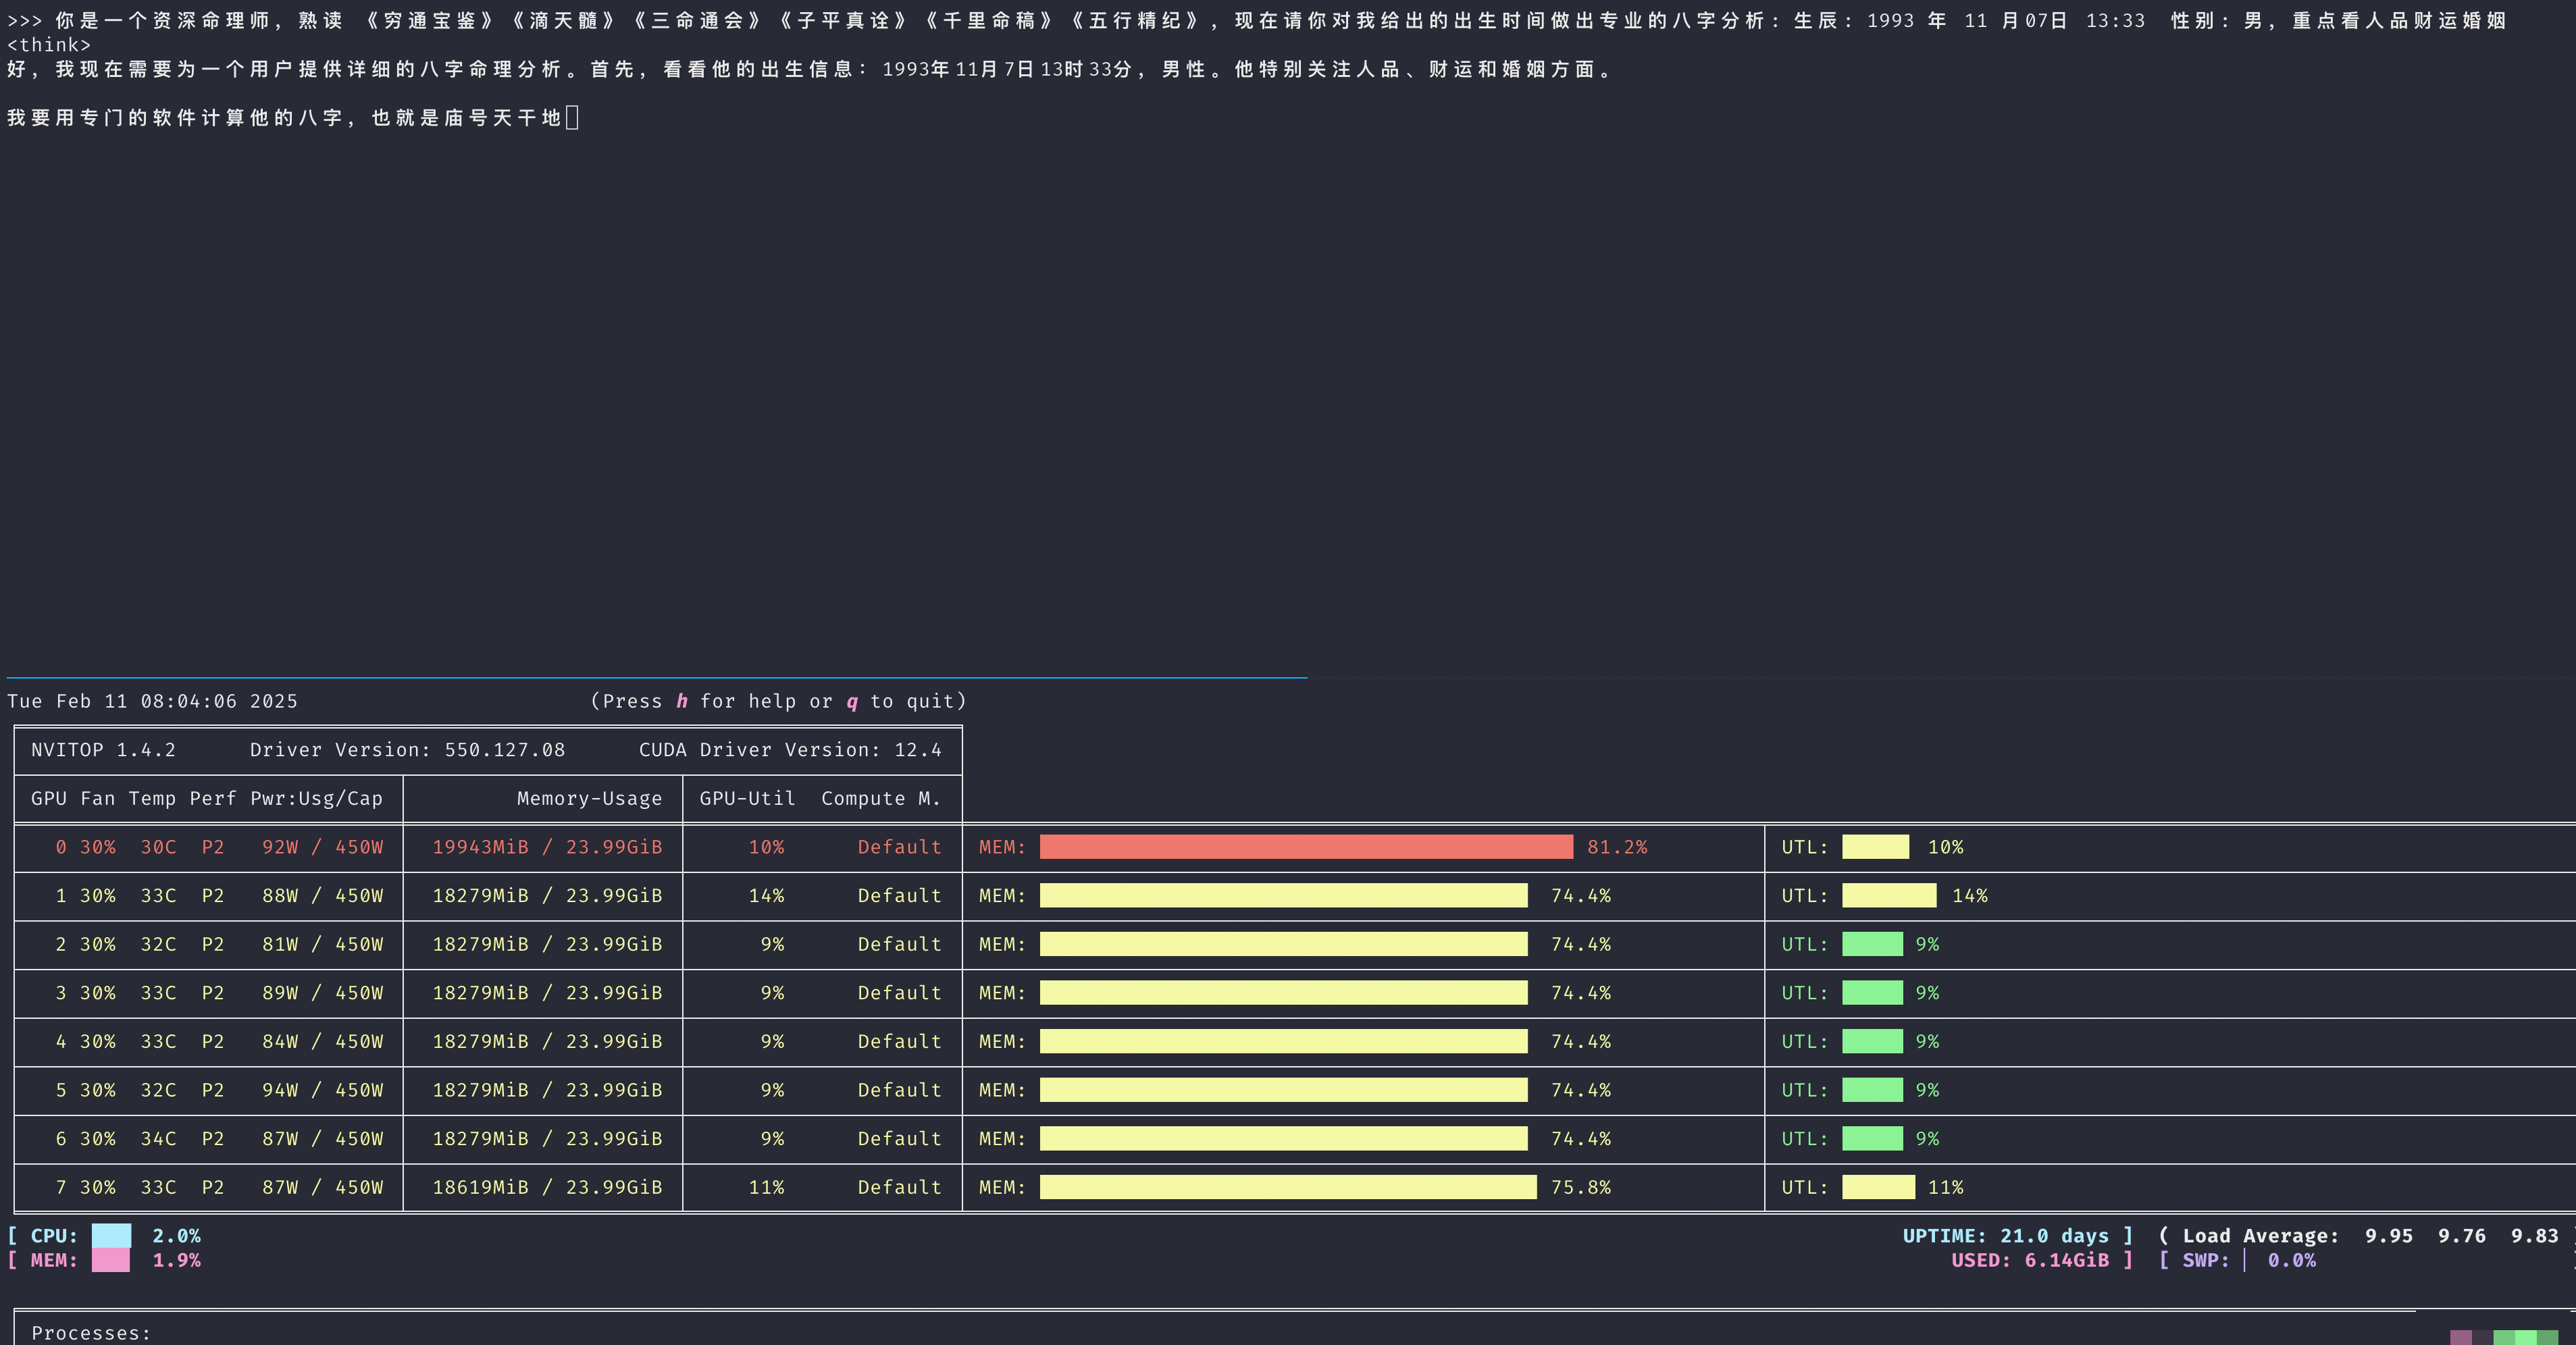 >>> 你是一个资深命理师，熟读 《穷通宝鉴》《滴天髓》《三命通会》《子平真诠》《千里命稿》《五行精纪》，现在请你对我给出的出生时间做出专业的八字分析：生辰：1993 年 11 月07日 13:33 性别：男，重点看人品财运婚姻
<think>
好，我现在需要为一个用户提供详细的八字命理分析。首先，看看他的出生信息：1993年11月7日13时33分，男性。他特别关注人品、财运和婚姻方面。
我要用专门的软件计算他的八字，也就是庙号天干地
Tue Feb 11 08:04:06 2025 (Press h for help or q to quit)
NVITOP 1.4.2 Driver Version: 550.127.08 CUDA Driver Version: 12.4
GPU Fan Temp Perf Pwr:Usg/Cap Memory-Usage GPU-Util Compute M.
0 30% 30C P2 92W / 450W 19943MiB / 23.99GiB 10% Default MEM: 81.2% UTL: 10%
1 30% 33C P2 88W / 450W 18279MiB / 23.99GiB 14% Default MEM: 74.4% UTL: 14%
2 30% 32C P2 81W / 450W 18279MiB / 23.99GiB 9% Default MEM: 74.4% UTL: 9%
3 30% 33C P2 89W / 450W 18279MiB / 23.99GiB 9% Default MEM: 74.4% UTL: 9%
4 30% 33C P2 84W / 450W 18279MiB / 23.99GiB 9% Default MEM: 74.4% UTL: 9%
5 30% 32C P2 94W / 450W 18279MiB / 23.99GiB 9% Default MEM: 74.4% UTL: 9%
6 30% 34C P2 87W / 450W 18279MiB / 23.99GiB 9% Default MEM: 74.4% UTL: 9%
7 30% 33C P2 87W / 450W 18619MiB / 23.99GiB 11% Default MEM: 75.8% UTL: 11%
[ CPU: 2.0% UPTIME: 21.0 days ] ( Load Average: 9.95 9.76 9.83
[ MEM: 1.9% USED: 6.14GiB ] [ SWP: 0.0%
Processes: